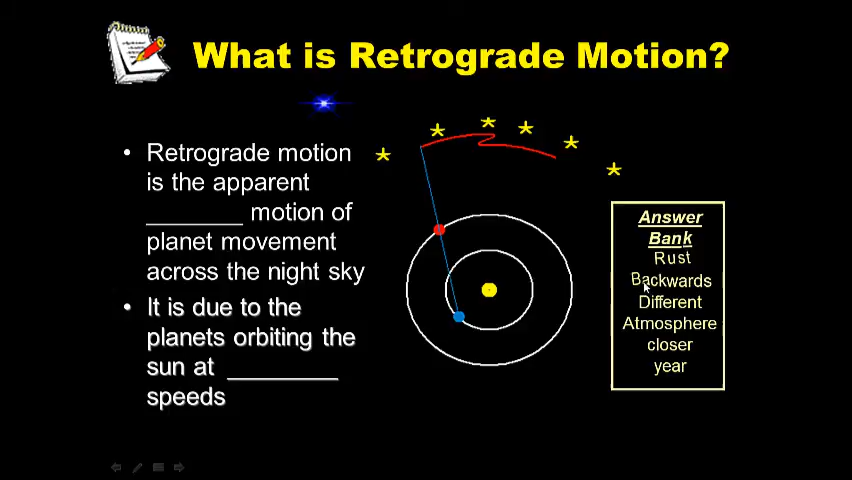 What is Retrograde Motion?
• Retrograde motion
is the apparent
_______ motion of
planet movement
across the night sky
• It is due to the
planets orbiting the
sun at ________
speeds
Answer
Bank
Rust
Backwards
Different
Atmosphere
closer
year